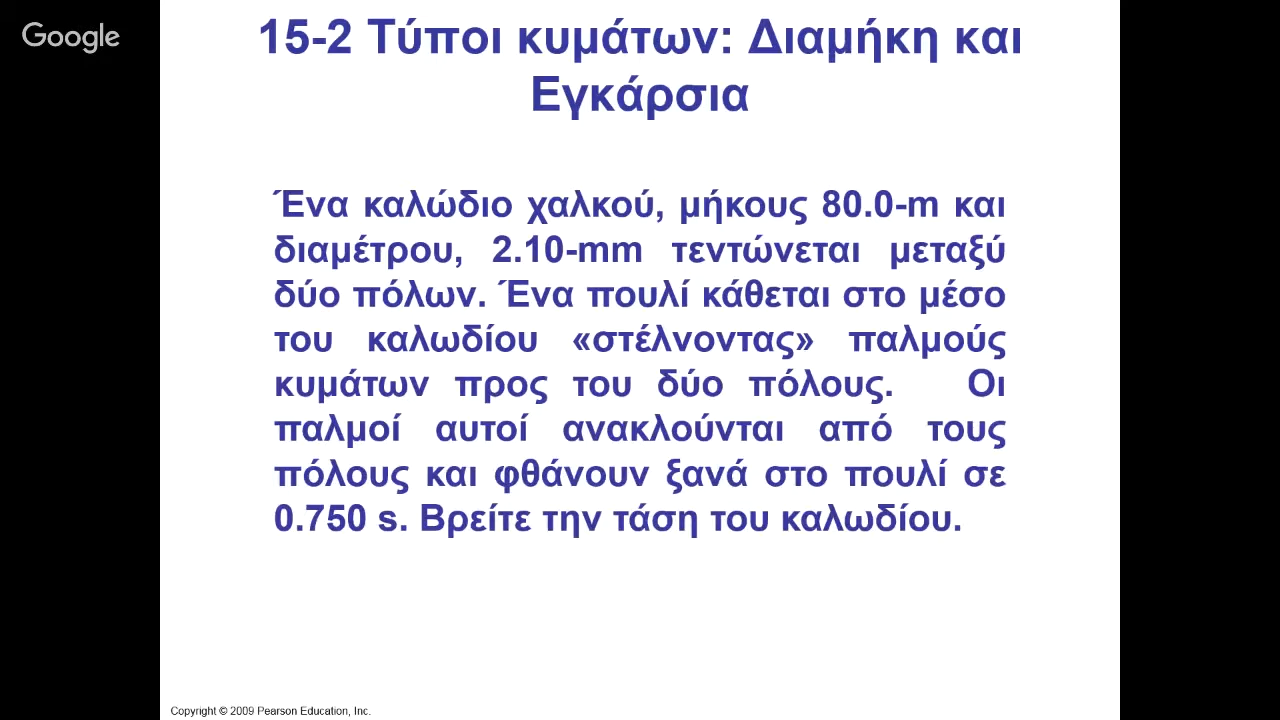 Google
15-2 Τύποι κυμάτων: Διαμήκη και
Εγκάρσια
Ένα καλώδιο χαλκού, μήκους 80.0-m και
διαμέτρου, 2.10-mm τεντώνεται μεταξύ
δύο πόλων. Ένα πουλί κάθεται στο μέσο
του καλωδίου «στέλνοντας» παλμούς
κυμάτων προς του δύο πόλους. Οι
παλμοί αυτοί ανακλούνται από τους
πόλους και φθάνουν ξανά στο πουλί σε
0.750 s. Βρείτε την τάση του καλωδίου.
Copyright © 2009 Pearson Education, Inc.